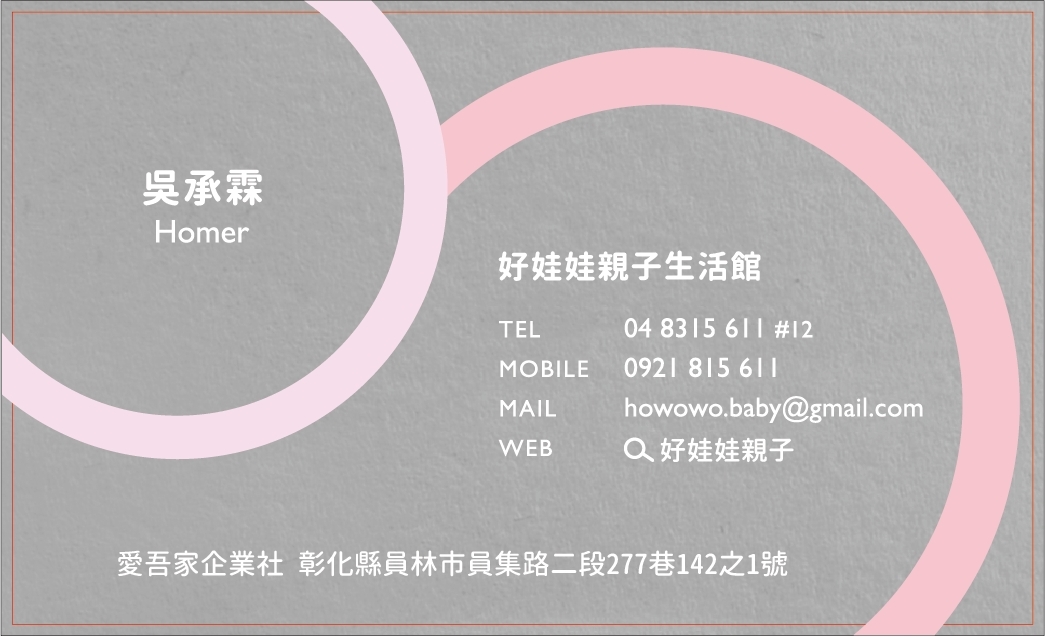 吳承霖
Homer
好娃娃親子生活館
TEL 04 8315 611 #12
MOBILE 0921 815 611
MAIL howowo.baby@gmail.com
WEB 好娃娃親子
愛吾家企業社 彰化縣員林市員集路二段277巷142之1號